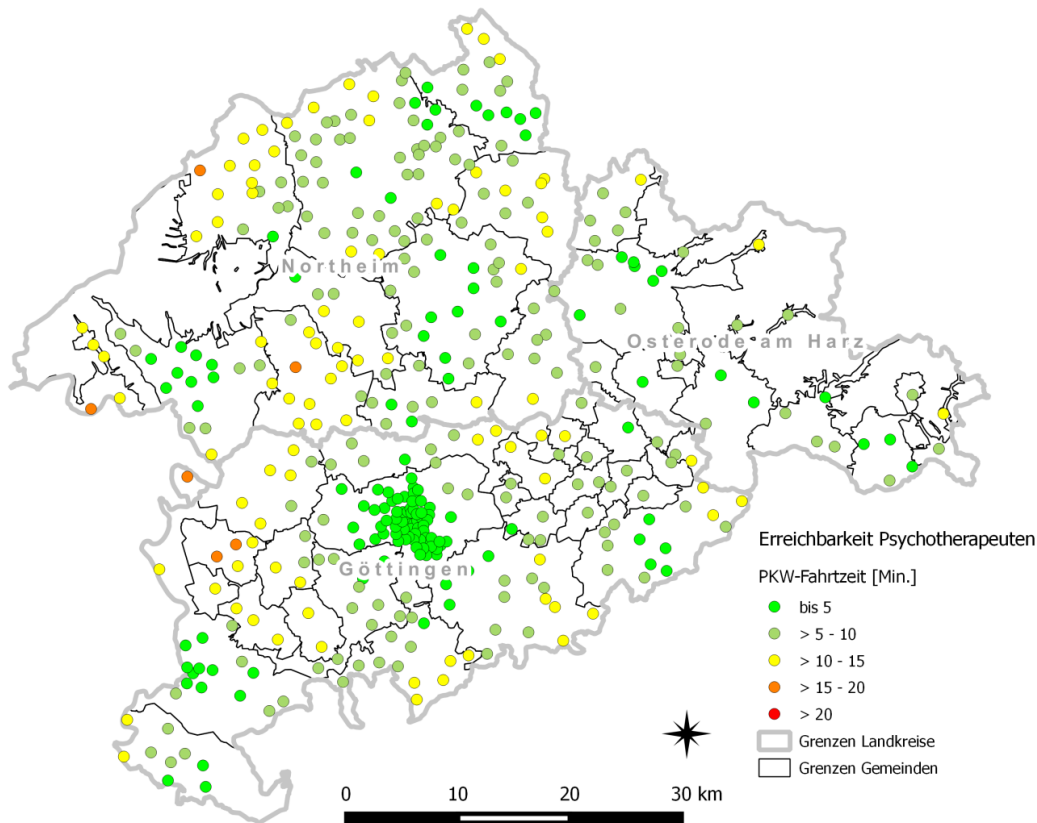 Northeim
Osterode am Harz
Göttingen
Erreichbarkeit Psychotherapeuten
PKW-Fahrtzeit [Min.]
bis 5
> 5 - 10
> 10 - 15
> 15 - 20
> 20
Grenzen Landkreise
Grenzen Gemeinden
0 10 20 30 km